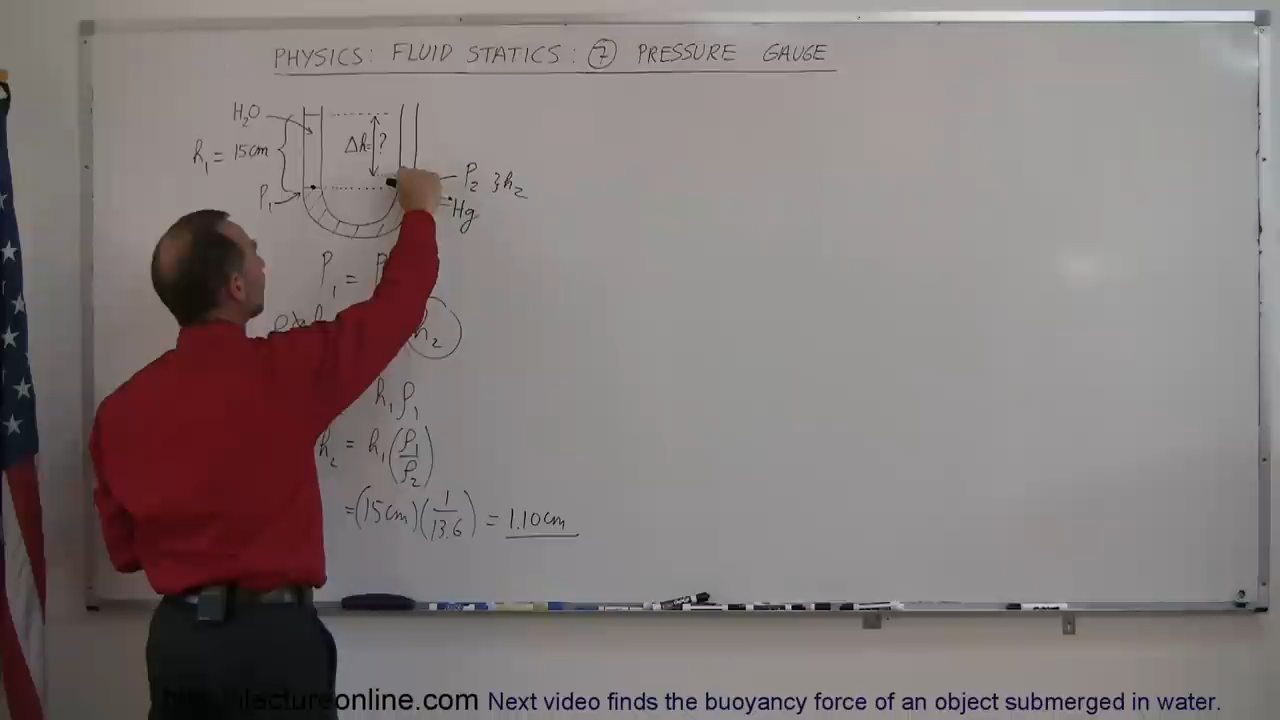 PHYSICS: FLUID STATICS: 7 PRESSURE GAUGE
H₂O
h₁ = 15cm
Δh = ?
P₁
P₂ }h₂
Hg
P₁ =
h₂
h₁ρ₁
h₂ = h₁(ρ₁/ρ₂)
=(15cm)(1/13.6) = 1.10cm
ilectureonline.com Next video finds the buoyancy force of an object submerged in water.